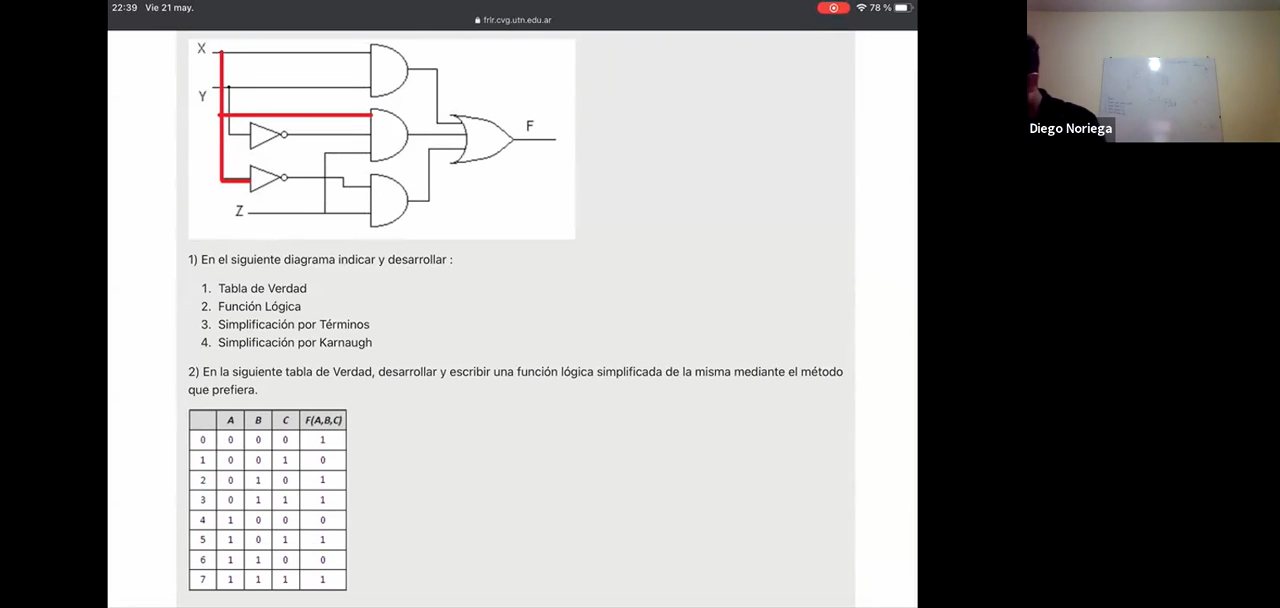 22:39 Vie 21 may.
frlr.cvg.utn.edu.ar
78 %
X
Y
F
Z
1) En el siguiente diagrama indicar y desarrollar :
1. Tabla de Verdad
2. Función Lógica
3. Simplificación por Términos
4. Simplificación por Karnaugh
2) En la siguiente tabla de Verdad, desarrollar y escribir una función lógica simplificada de la misma mediante el método
que prefiera.
A B C F(A,B,C)
0 0 0 0 1
1 0 0 1 0
2 0 1 0 1
3 0 1 1 1
4 1 0 0 0
5 1 0 1 1
6 1 1 0 0
7 1 1 1 1
Diego Noriega